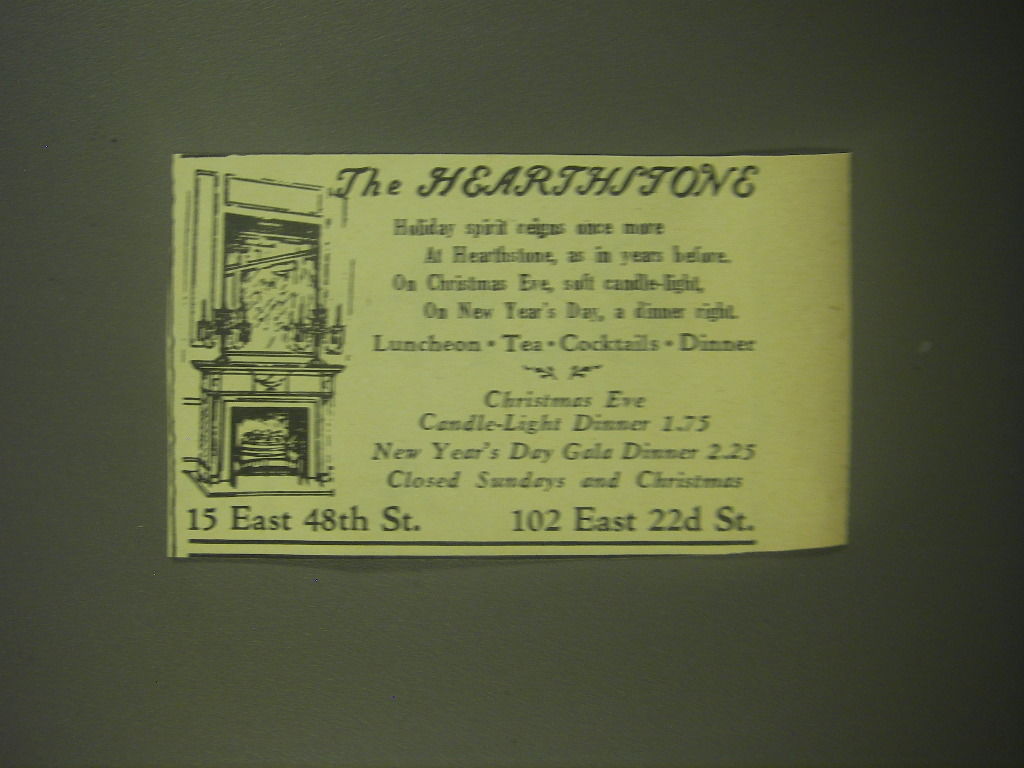 The HEARTHSTONE
Holiday spirit reigns once more
At Hearthstone, as in years before.
On Christmas Eve, soft candle-light,
On New Year's Day, a dinner right.
Luncheon • Tea • Cocktails • Dinner
Christmas Eve
Candle-Light Dinner 1.75
New Year's Day Gala Dinner 2.25
Closed Sundays and Christmas
15 East 48th St. 102 East 22d St.